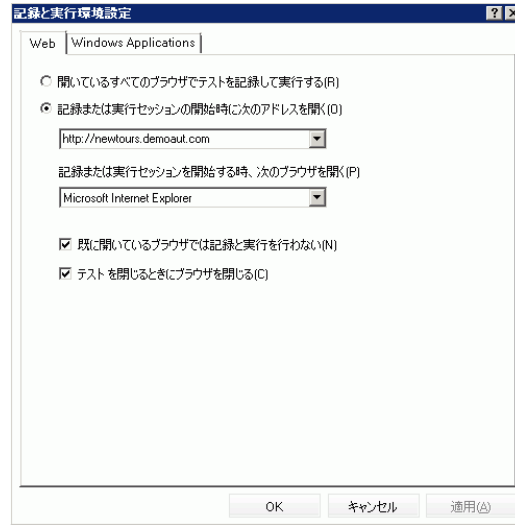 記録と実行環境設定
Web Windows Applications
開いているすべてのブラウザでテストを記録して実行する(R)
記録または実行セッションの開始時に次のアドレスを開く(O)
http://newtours.demoaut.com
記録または実行セッションを開始する時、次のブラウザを開く(P)
Microsoft Internet Explorer
既に開いているブラウザでは記録と実行を行わない(N)
テストを閉じるときにブラウザを閉じる(C)
OK キャンセル 適用(A)